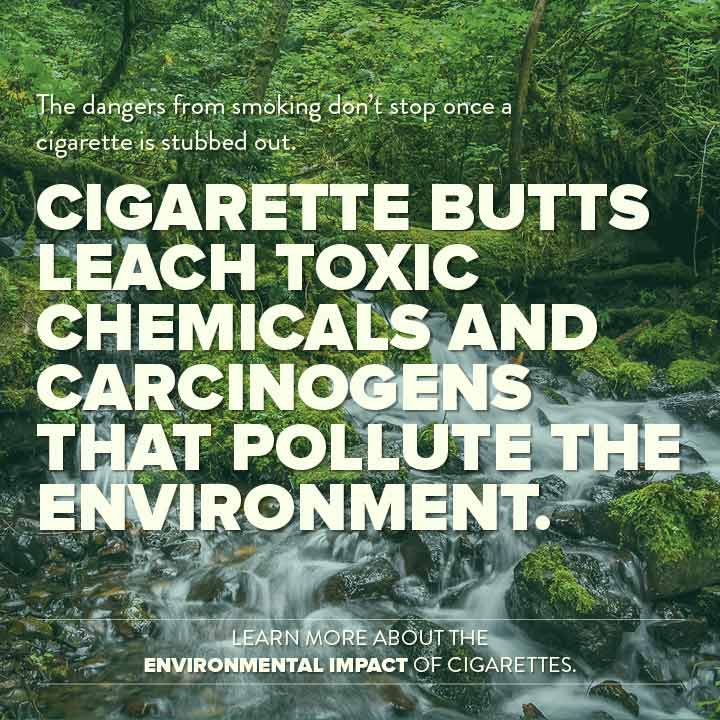 The dangers from smoking don’t stop once a
cigarette is stubbed out.
CIGARETTE BUTTS
LEACH TOXIC
CHEMICALS AND
CARCINOGENS
THAT POLLUTE THE
ENVIRONMENT.
LEARN MORE ABOUT THE
ENVIRONMENTAL IMPACT OF CIGARETTES.